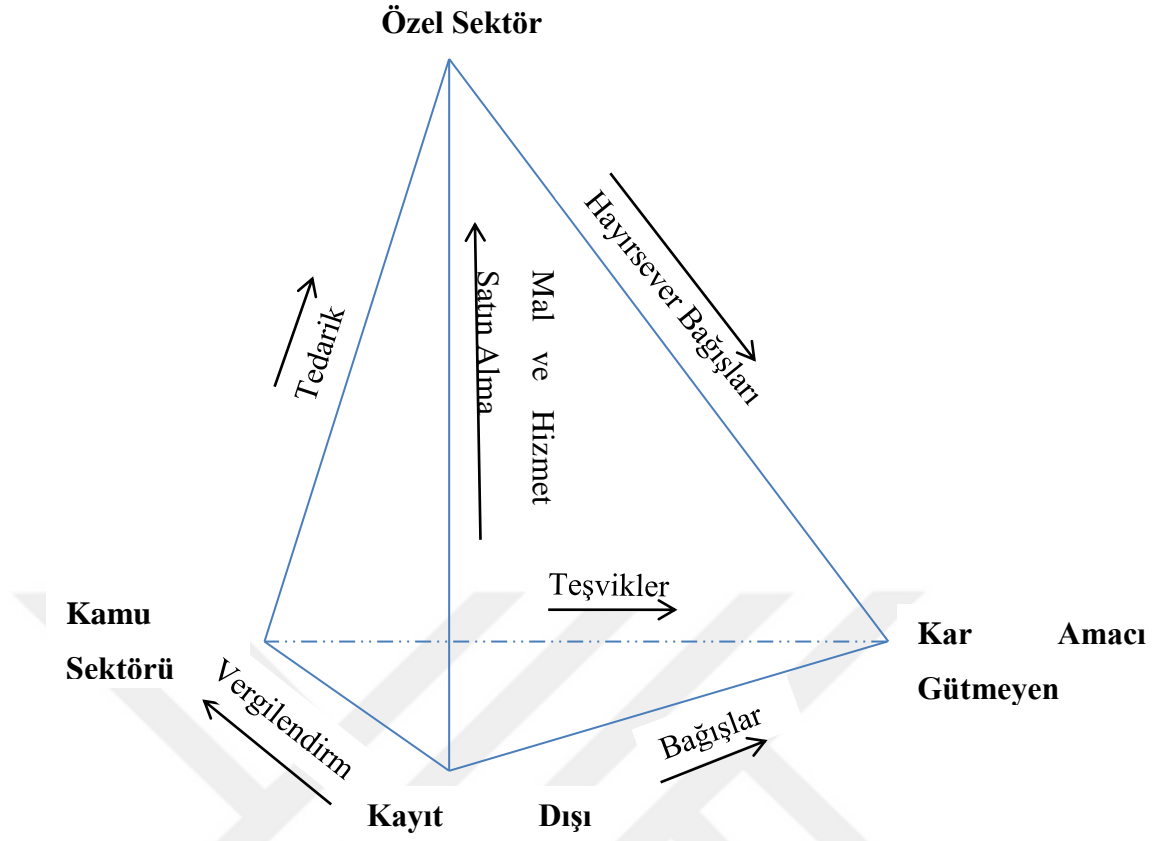 Özel Sektör
Hayırsever Bağışları
Mal ve Hizmet
Satın Alma
Tedarik
Teşvikler
Kamu
Sektörü
Kar Amacı
Gütmeyen
Vergilendirm
Bağışlar
Kayıt Dışı